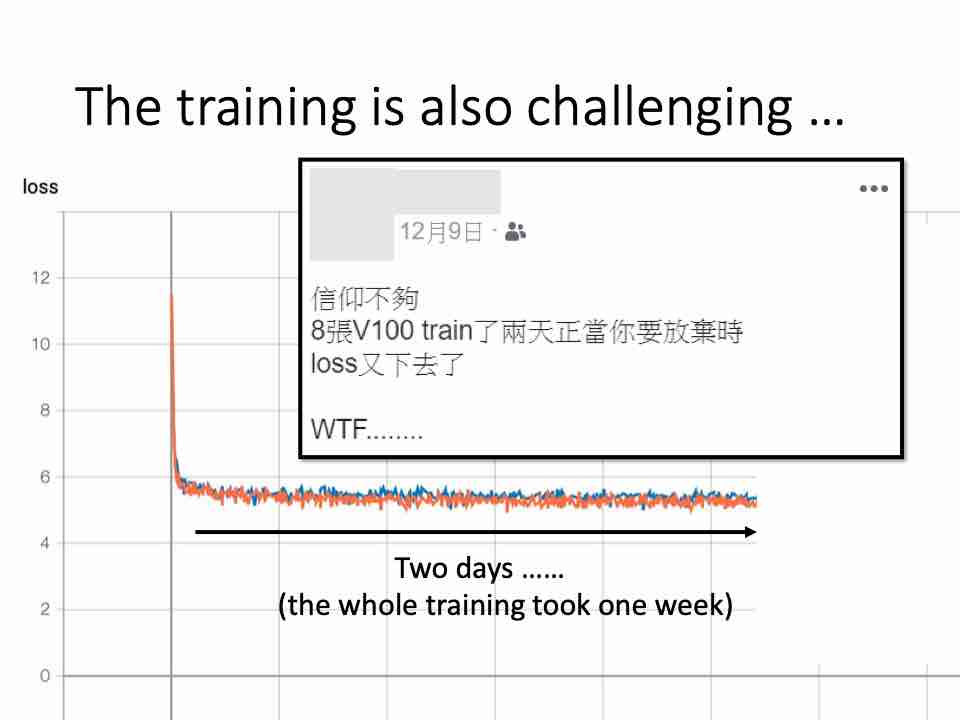 The training is also challenging ...
loss
12月9日 ·
信仰不夠
8張V100 train了兩天正當你要放棄時
loss又下去了
WTF........
12
10
8
6
4
2
0
Two days ......
(the whole training took one week)